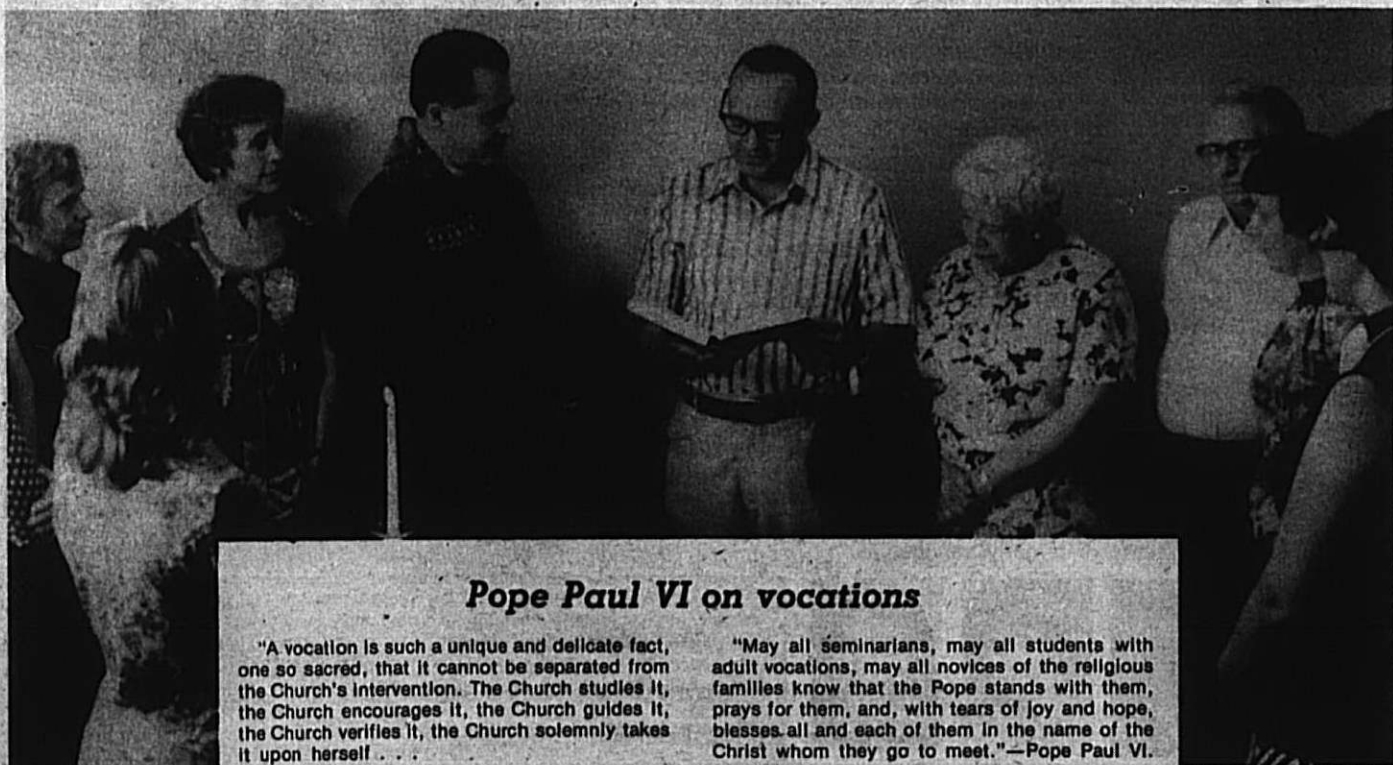 Pope Paul VI on vocations
"A vocation is such a unique and delicate fact,
one so sacred, that it cannot be separated from
the Church's intervention. The Church studies it,
the Church encourages it, the Church guides it,
the Church verifies it, the Church solemnly takes
it upon herself . . .
"May all seminarians, may all students with
adult vocations, may all novices of the religious
families know that the Pope stands with them,
prays for them, and, with tears of joy and hope,
blesses all and each of them in the name of the
Christ whom they go to meet."—Pope Paul VI.